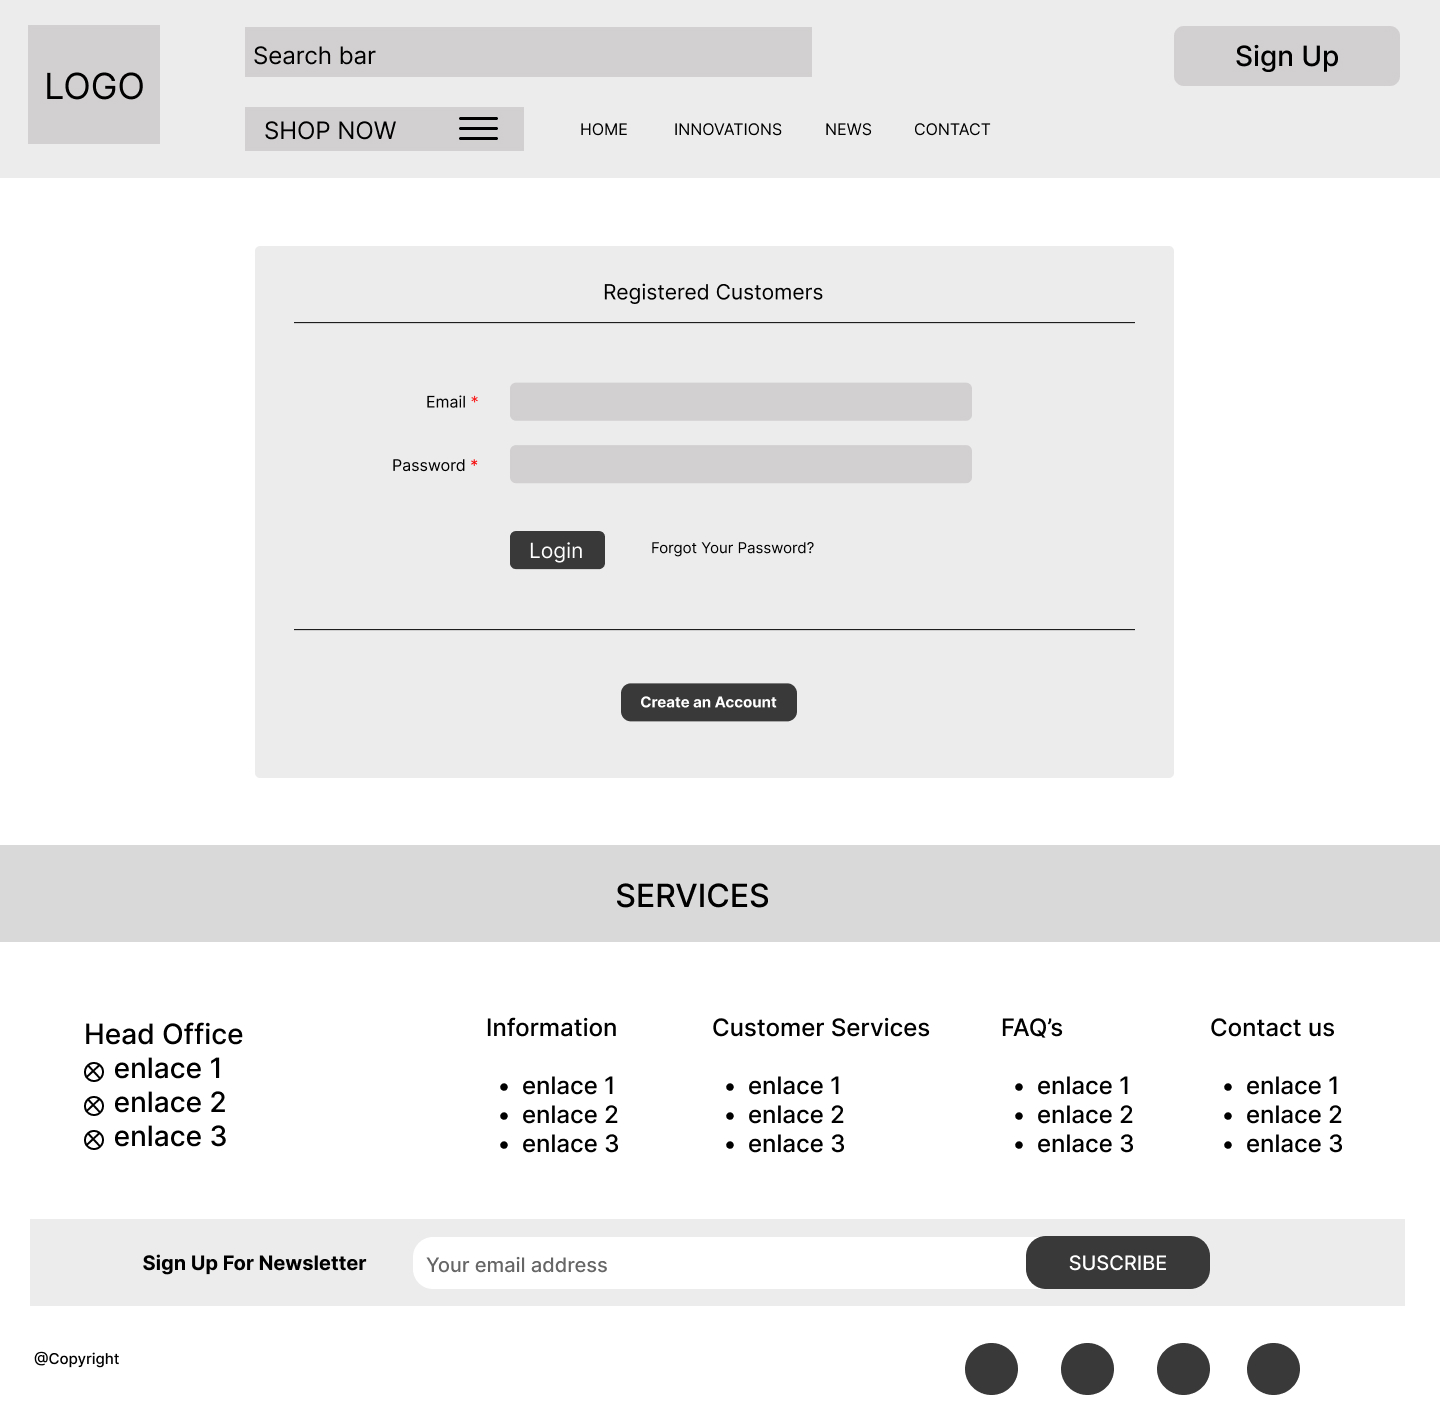 LOGO
Search bar
Sign Up
SHOP NOW
HOME INNOVATIONS NEWS CONTACT
Registered Customers
Email *
Password *
Login
Forgot Your Password?
Create an Account
SERVICES
Head Office
enlace 1
enlace 2
enlace 3
Information
• enlace 1
• enlace 2
• enlace 3
Customer Services
• enlace 1
• enlace 2
• enlace 3
FAQ’s
• enlace 1
• enlace 2
• enlace 3
Contact us
• enlace 1
• enlace 2
• enlace 3
Sign Up For Newsletter
Your email address
SUSCRIBE
@Copyright